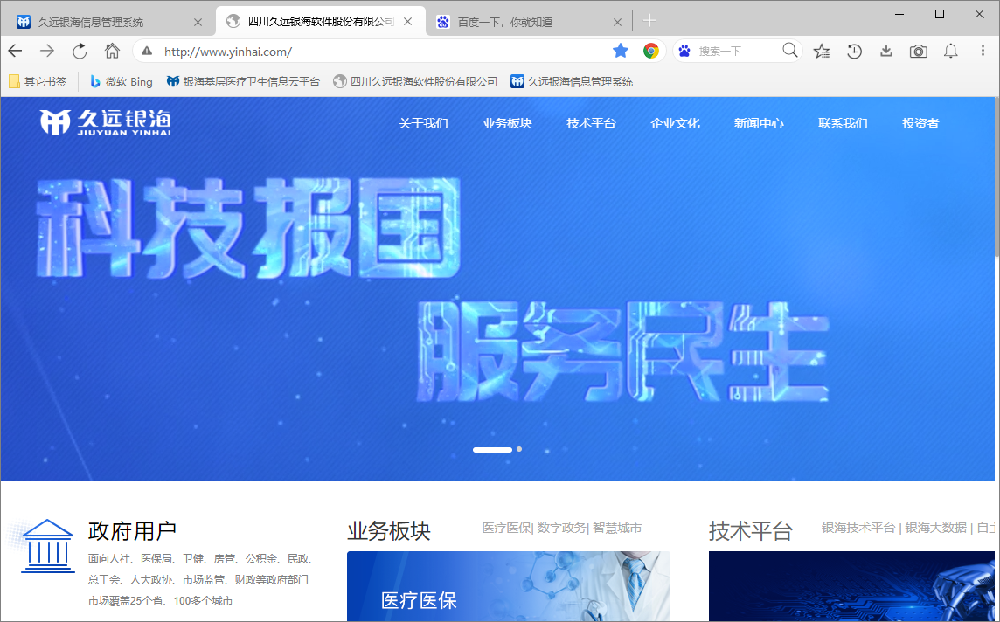 久远银海信息管理系统
四川久远银海软件股份有限公司
百度一下,你就知道
http://www.yinhai.com/
搜索一下
其它书签
微软 Bing
银海基层医疗卫生信息云平台
四川久远银海软件股份有限公司
久远银海信息管理系统
久远银海
JIUYUAN YINHAI
关于我们
业务板块
技术平台
企业文化
新闻中心
联系我们
投资者
科技报国
服务民生
政府用户
面向人社、医保局、卫健、房管、公积金、民政、
总工会、人大政协、市场监管、财政等政府部门
市场覆盖25个省、100多个城市
业务板块
医疗医保| 数字政务| 智慧城市
医疗医保
技术平台
银海技术平台 | 银海大数据 | 自主